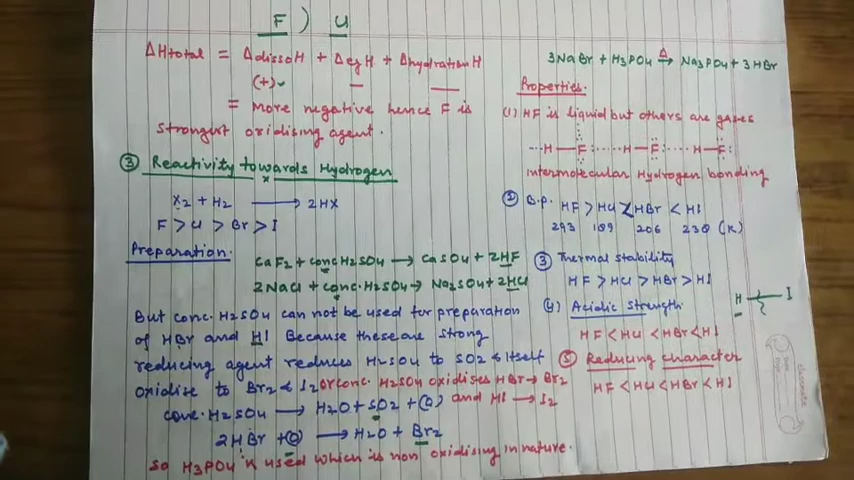 F > Cl
ΔHtotal = ΔdissoH + ΔegH + ΔhydrationH
(+)
= more negative hence F is
strongest oxidising agent.
③ Reactivity towards Hydrogen
X2 + H2 → 2HX
F > Cl > Br > I
Preparation.
CaF2 + conc H2SO4 → CaSO4 + 2HF
2NaCl + conc. H2SO4 → Na2SO4 + 2HCl
But conc. H2SO4 can not be used for preparation
of HBr and HI Because these are strong
reducing agent reduces H2SO4 to SO2 & itself
oxidise to Br2 & I2 or conc. H2SO4 oxidises HBr → Br2
and HI → I2
conc. H2SO4 → H2O + SO2 + (O)
2HBr + (O) → H2O + Br2
So H3PO4 is used which is non oxidising in nature.
3NaBr + H3PO4 Δ→ Na3PO4 + 3HBr
Properties.
(1) HF is liquid but others are gases
---H—F:····H—F:····H—F:
intermolecular Hydrogen bonding
② B.p. HF > HCl < HBr < HI
293 189 206 238 (K)
③ Thermal stability
HF > HCl > HBr > HI
H I
(4) Acidic strength
HF < HCl < HBr < HI
⑤ Reducing character
HF < HCl < HBr < HI